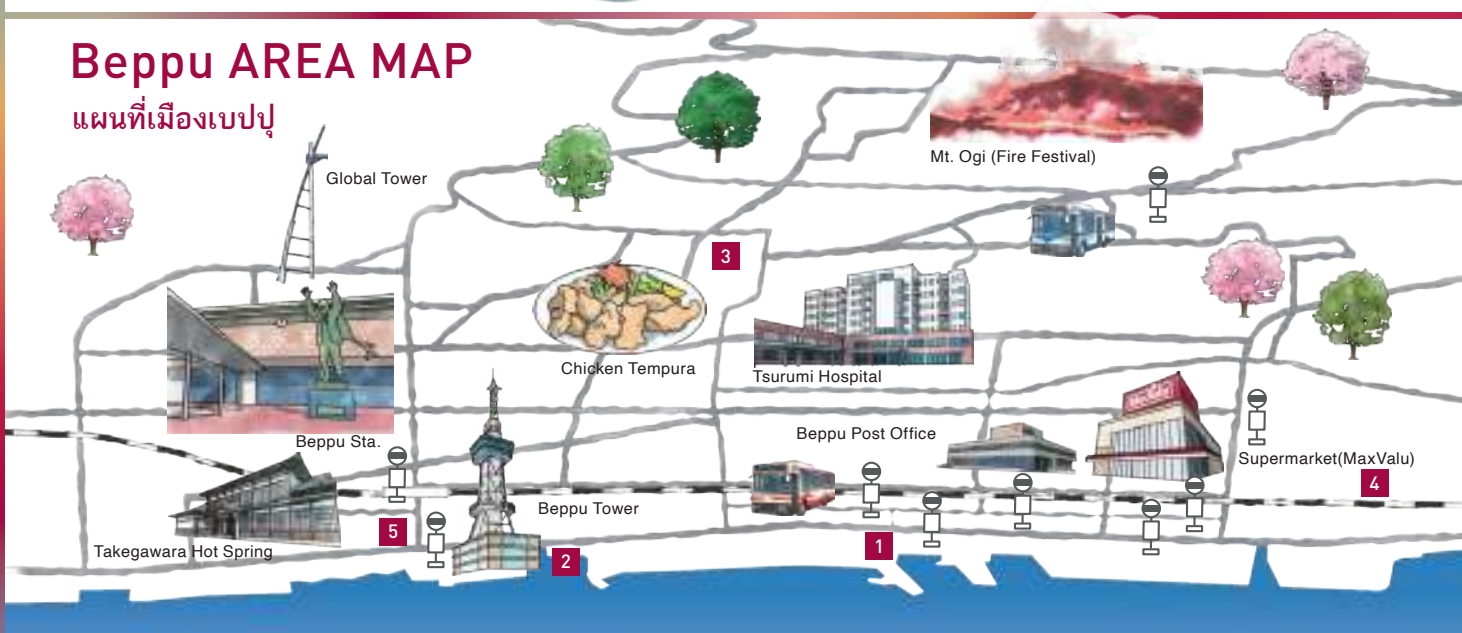 Beppu AREA MAP
แผนที่เมืองเบปปุ
Mt. Ogi (Fire Festival)
Global Tower
3
Chicken Tempura
Tsurumi Hospital
Beppu Sta.
Beppu Post Office
Supermarket(MaxValu)
4
Beppu Tower
Takegawara Hot Spring
5
2
1